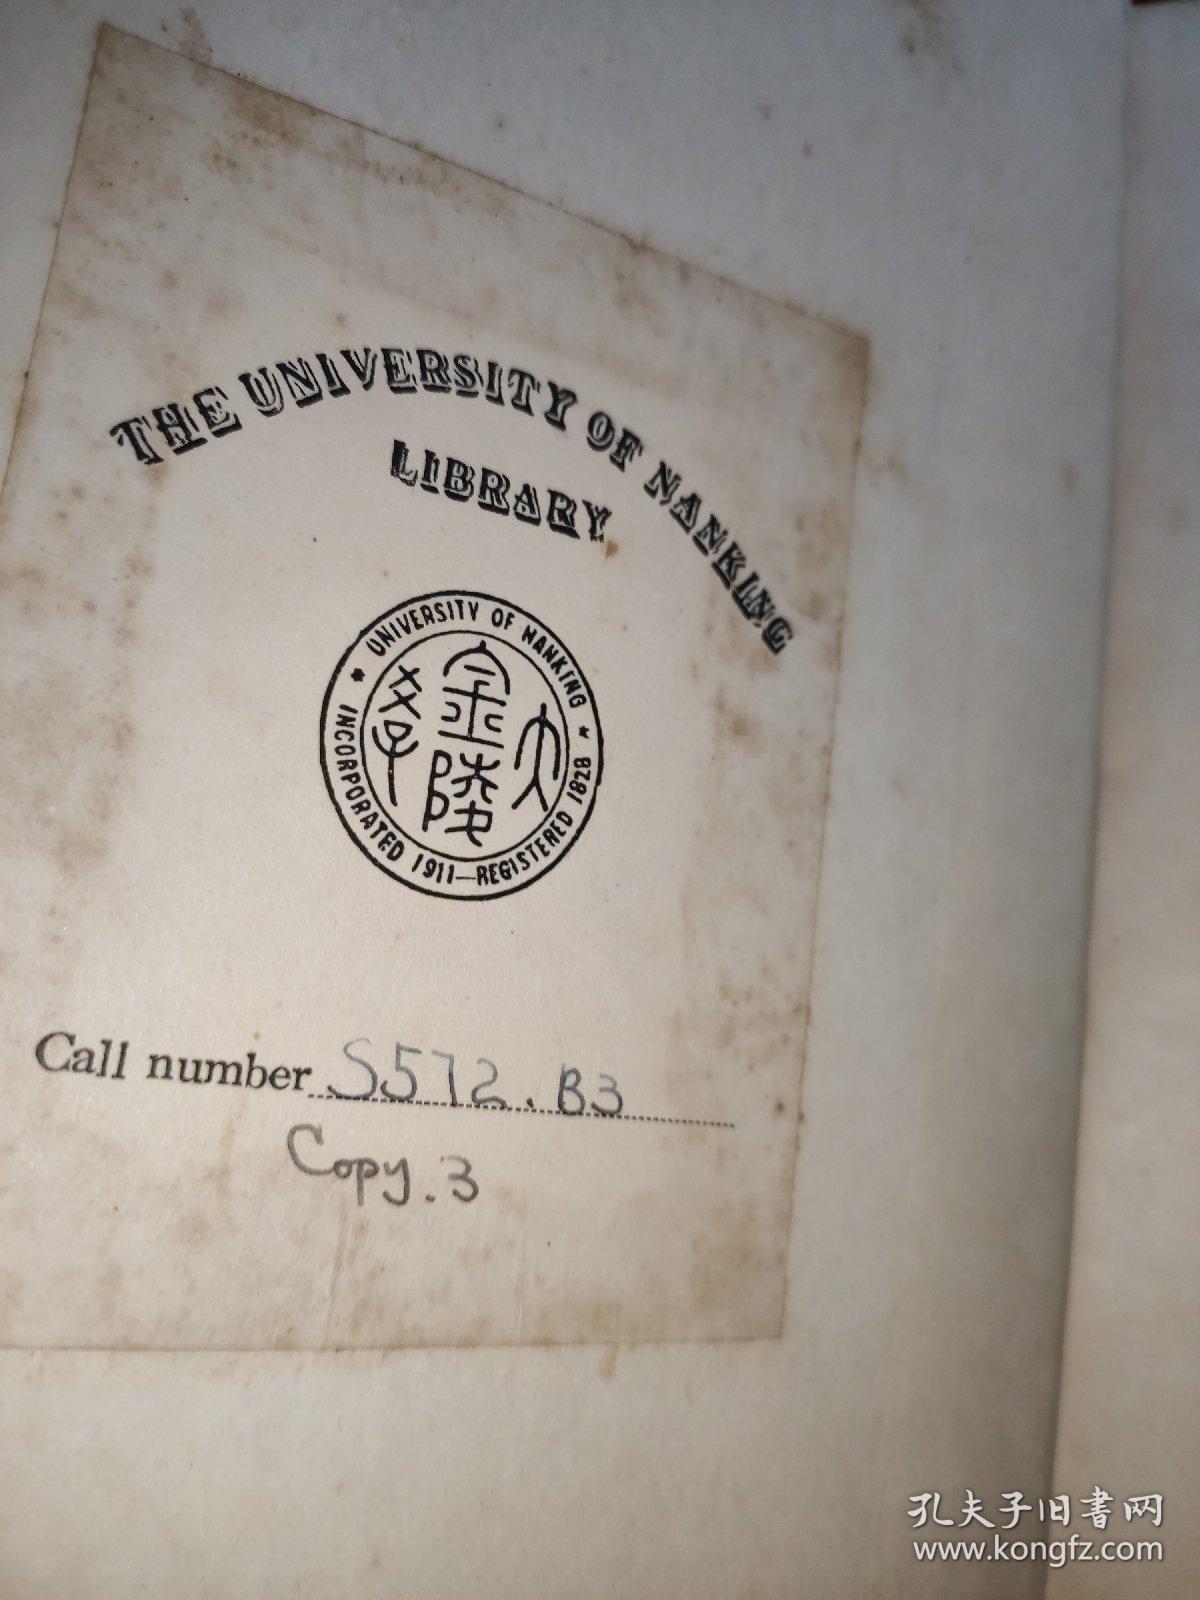 THE UNIVERSITY OF NANKING
LIBRARY
* UNIVERSITY OF NANKING *
INCORPORATED 1911—REGISTERED 1828
金陵大學
Call number S572.B3
Copy.3
孔夫子旧书网
www.kongfz.com